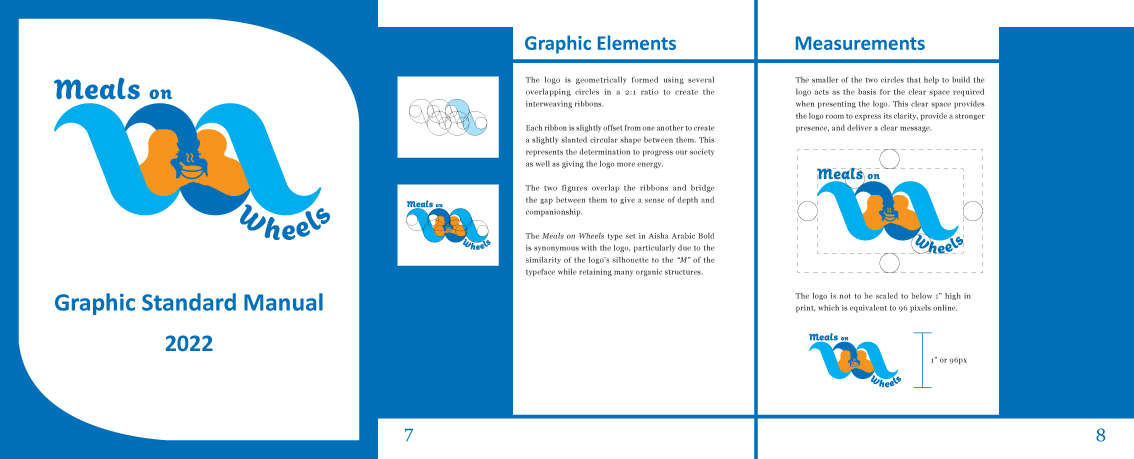 Meals on
Wheels
Graphic Standard Manual
2022
Meals on
Wheels
7
Graphic Elements
The logo is geometrically formed using several
overlapping circles in a 2:1 ratio to create the
interweaving ribbons.
Each ribbon is slightly offset from one another to create
a slightly slanted circular shape between them. This
represents the determination to progress our society
as well as giving the logo more energy.
The two figures overlap the ribbons and bridge
the gap between them to give a sense of depth and
companionship.
The Meals on Wheels type set in Aisha Arabic Bold
is synonymous with the logo, particularly due to the
similarity of the logo's silhouette to the “M” of the
typeface while retaining many organic structures.
Measurements
The smaller of the two circles that help to build the
logo acts as the basis for the clear space required
when presenting the logo. This clear space provides
the logo room to express its clarity, provide a stronger
presence, and deliver a clear message.
Meals on
Wheels
The logo is not to be scaled to below 1” high in
print, which is equivalent to 96 pixels online.
Meals on
Wheels
1” or 96px
8